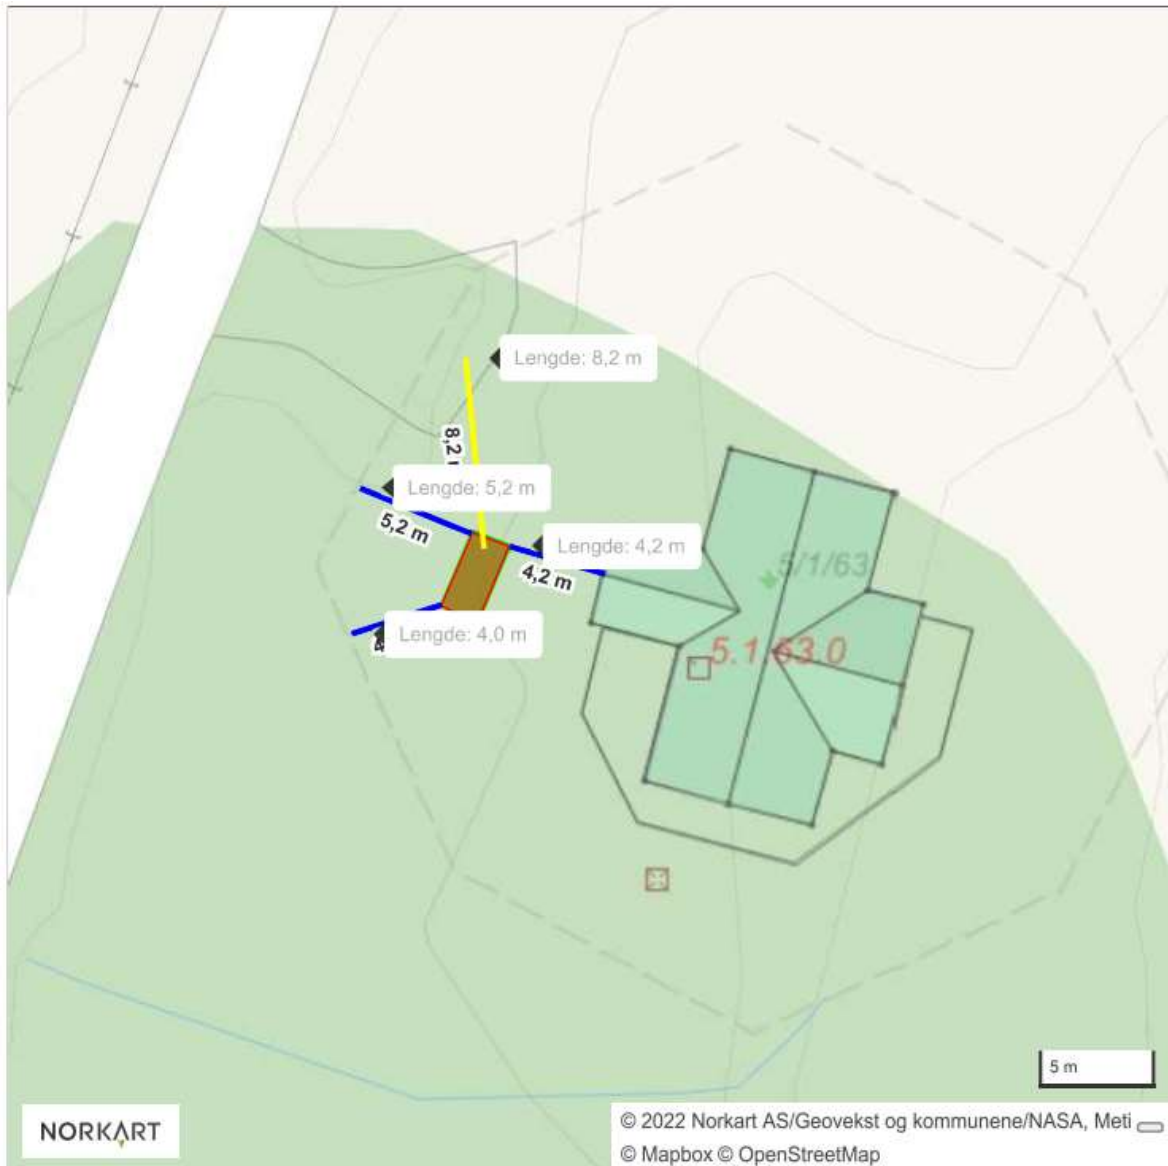 Lengde: 8,2 m
8,2
Lengde: 5,2 m
5,2 m
Lengde: 4,2 m
4,2 m
5/1/63
Lengde: 4,0 m
4
5.1.63.0
5 m
NORKART
© 2022 Norkart AS/Geovekst og kommunene/NASA, Meti
© Mapbox © OpenStreetMap